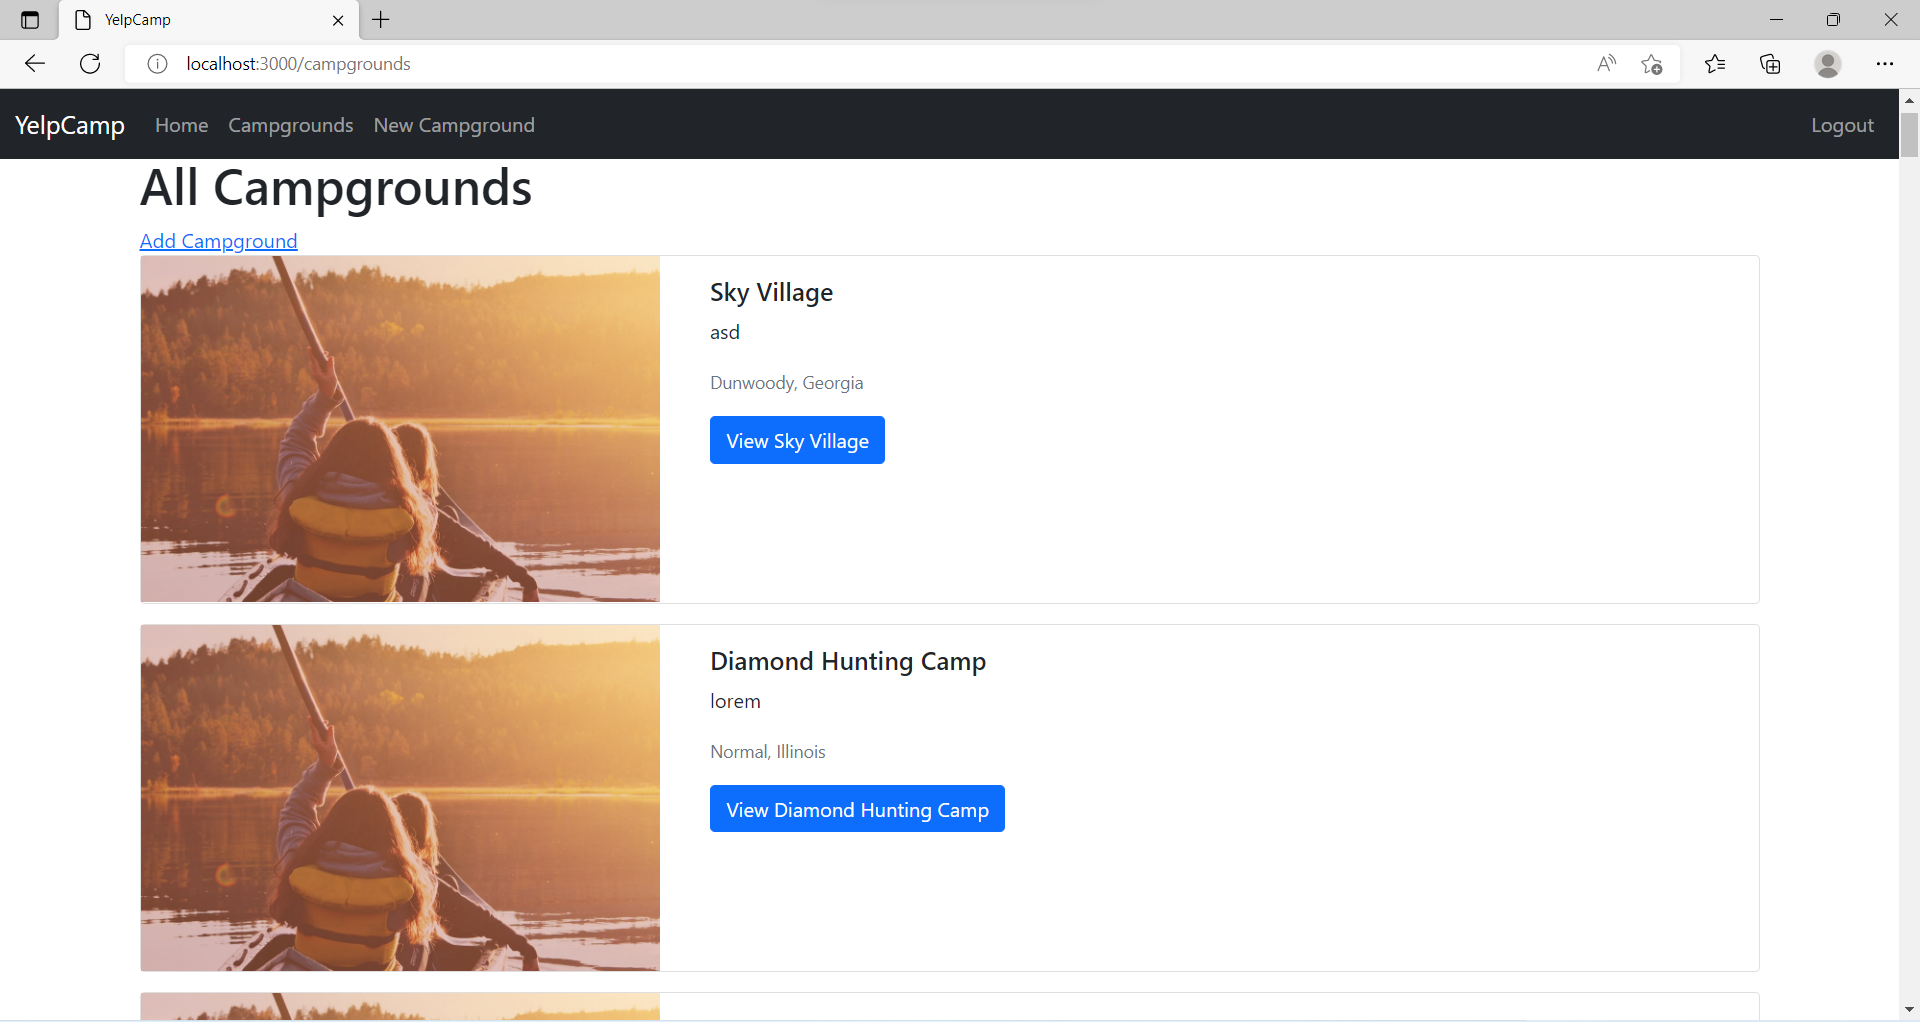 YelpCamp
localhost:3000/campgrounds
YelpCamp Home Campgrounds New Campground Logout
All Campgrounds
Add Campground
Sky Village
asd
Dunwoody, Georgia
View Sky Village
Diamond Hunting Camp
lorem
Normal, Illinois
View Diamond Hunting Camp